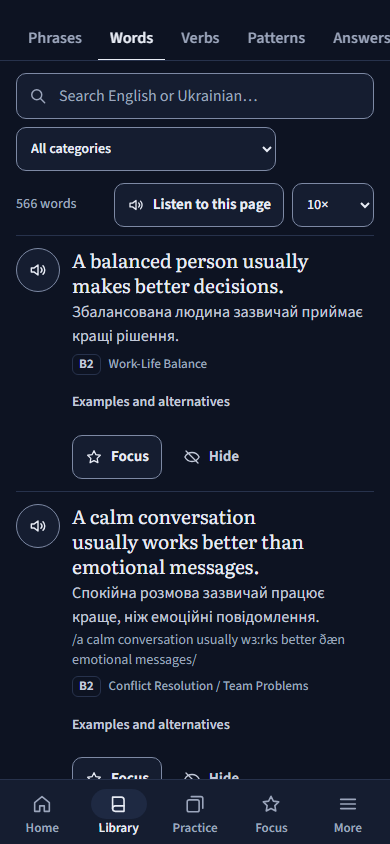 Phrases Words Verbs Patterns Answers
Search English or Ukrainian…
All categories
566 words Listen to this page 10×
A balanced person usually
makes better decisions.
Збалансована людина зазвичай приймає
кращі рішення.
B2 Work-Life Balance
Examples and alternatives
Focus Hide
A calm conversation
usually works better than
emotional messages.
Спокійна розмова зазвичай працює
краще, ніж емоційні повідомлення.
/a calm conversation usually wɜːrks better ðæn
emotional messages/
B2 Conflict Resolution / Team Problems
Examples and alternatives
Focus Hide
Home Library Practice Focus More